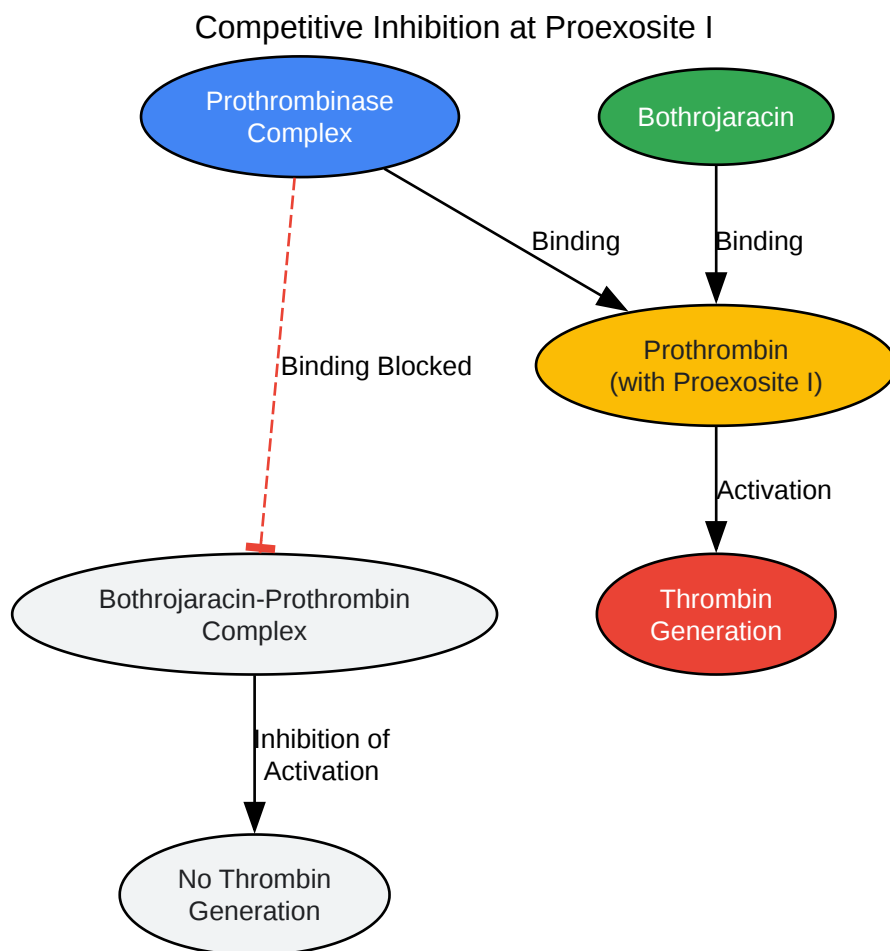 Competitive Inhibition at Proexosite I
Prothrombinase
Complex
Bothrojaracin
Binding
Binding
Prothrombin
(with Proexosite I)
Binding Blocked
Activation
Bothrojaracin-Prothrombin
Complex
Thrombin
Generation
Inhibition of
Activation
No Thrombin
Generation